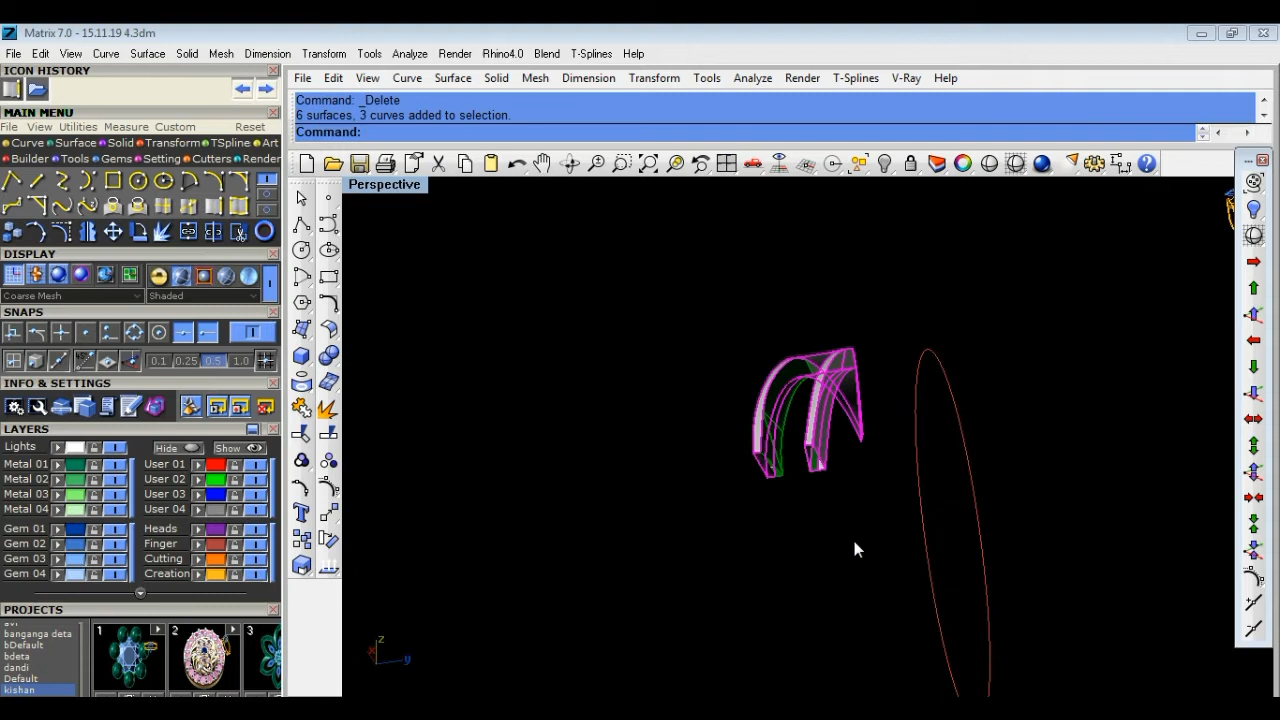 Matrix 7.0 - 15.11.19 4.3dm
File Edit View Curve Surface Solid Mesh Dimension Transform Tools Analyze Render Rhino4.0 Blend T-Splines Help
ICON HISTORY
MAIN MENU
File View Utilities Measure Custom Reset
Curve Surface Solid Transform TSpline Art
Builder Tools Gems Setting Cutters Render
DISPLAY
Coarse Mesh Shaded
SNAPS
0.1 0.25 0.5 1.0
INFO & SETTINGS
LAYERS
Lights Hide Show
Metal 01 User 01
Metal 02 User 02
Metal 03 User 03
Metal 04 User 04
Gem 01 Heads
Gem 02 Finger
Gem 03 Cutting
Gem 04 Creation
PROJECTS
banganga deta
bDefault
bdeta
dandi
Default
kishan
1 2 3
File Edit View Curve Surface Solid Mesh Dimension Transform Tools Analyze Render T-Splines V-Ray Help
Command: _Delete
6 surfaces, 3 curves added to selection.
Command:
Perspective
z
x y